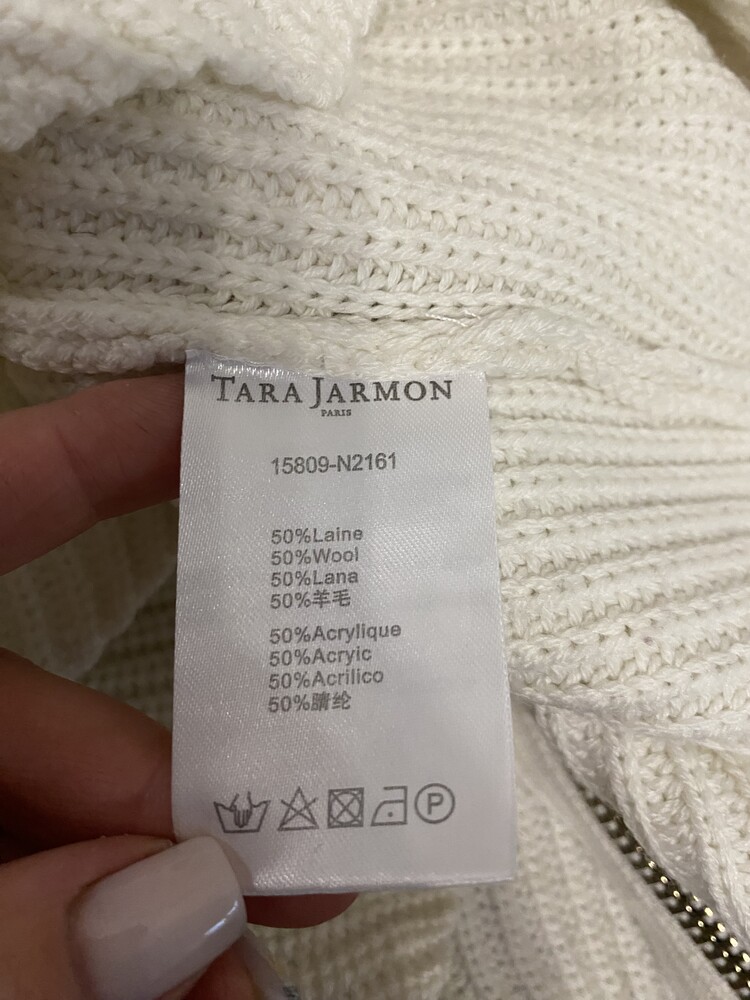 TARA JARMON
PARIS
15809-N2161
50%Laine
50%Wool
50%Lana
50%羊毛
50%Acrylique
50%Acryic
50%Acrilico
50%腈纶
P